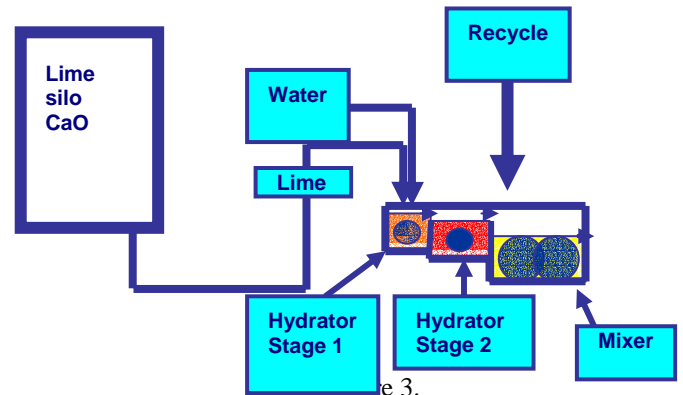 Lime
silo
CaO
Water
Recycle
Lime
Hydrator
Stage 1
Hydrator
Stage 2
Mixer
3.